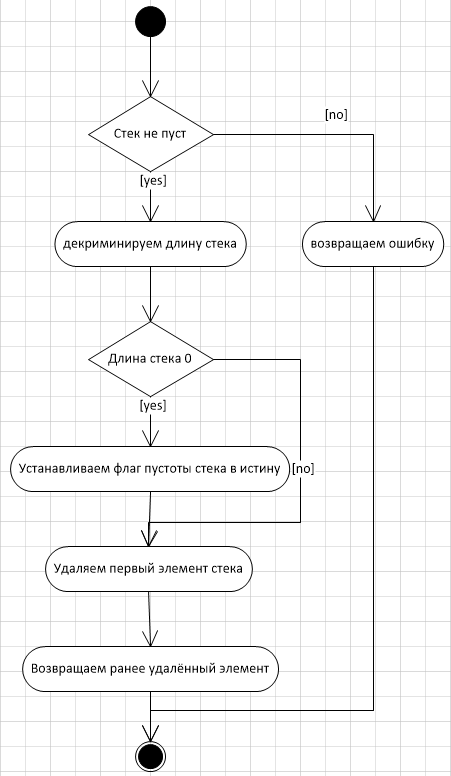 Стек не пуст
[no]
[yes]
декриминируем длину стека
возвращаем ошибку
Длина стека 0
[yes]
Устанавливаем флаг пустоты стека в истину
[no]
Удаляем первый элемент стека
Возвращаем ранее удалённый элемент